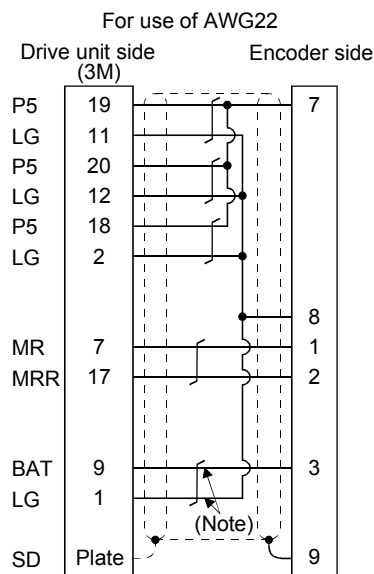 For use of AWG22
Drive unit side Encoder side
(3M)
P5 19 7
LG 11
P5 20
LG 12
P5 18
LG 2
8
MR 7 1
MRR 17 2
BAT 9 3
LG 1
(Note)
SD Plate 9